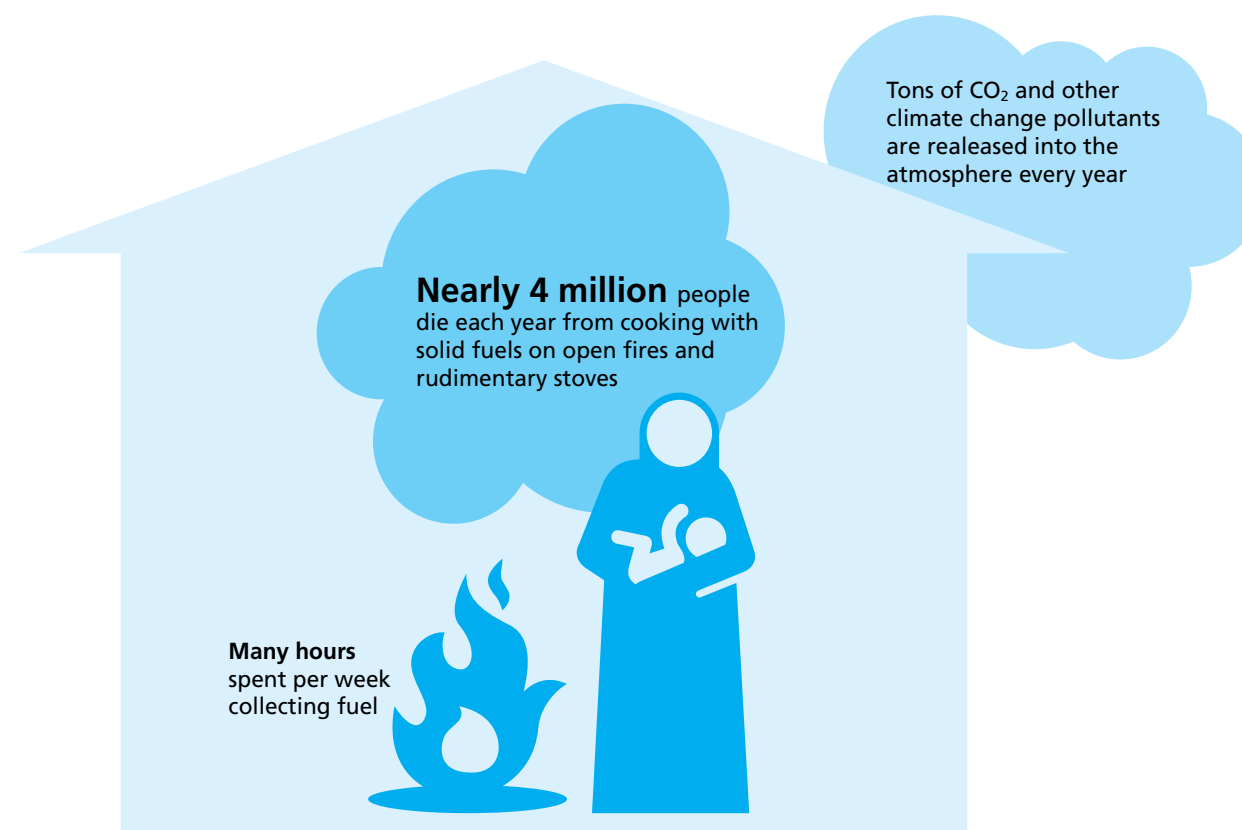 Tons of CO₂ and other
climate change pollutants
are realeased into the
atmosphere every year
Nearly 4 million people
die each year from cooking with
solid fuels on open fires and
rudimentary stoves
Many hours
spent per week
collecting fuel